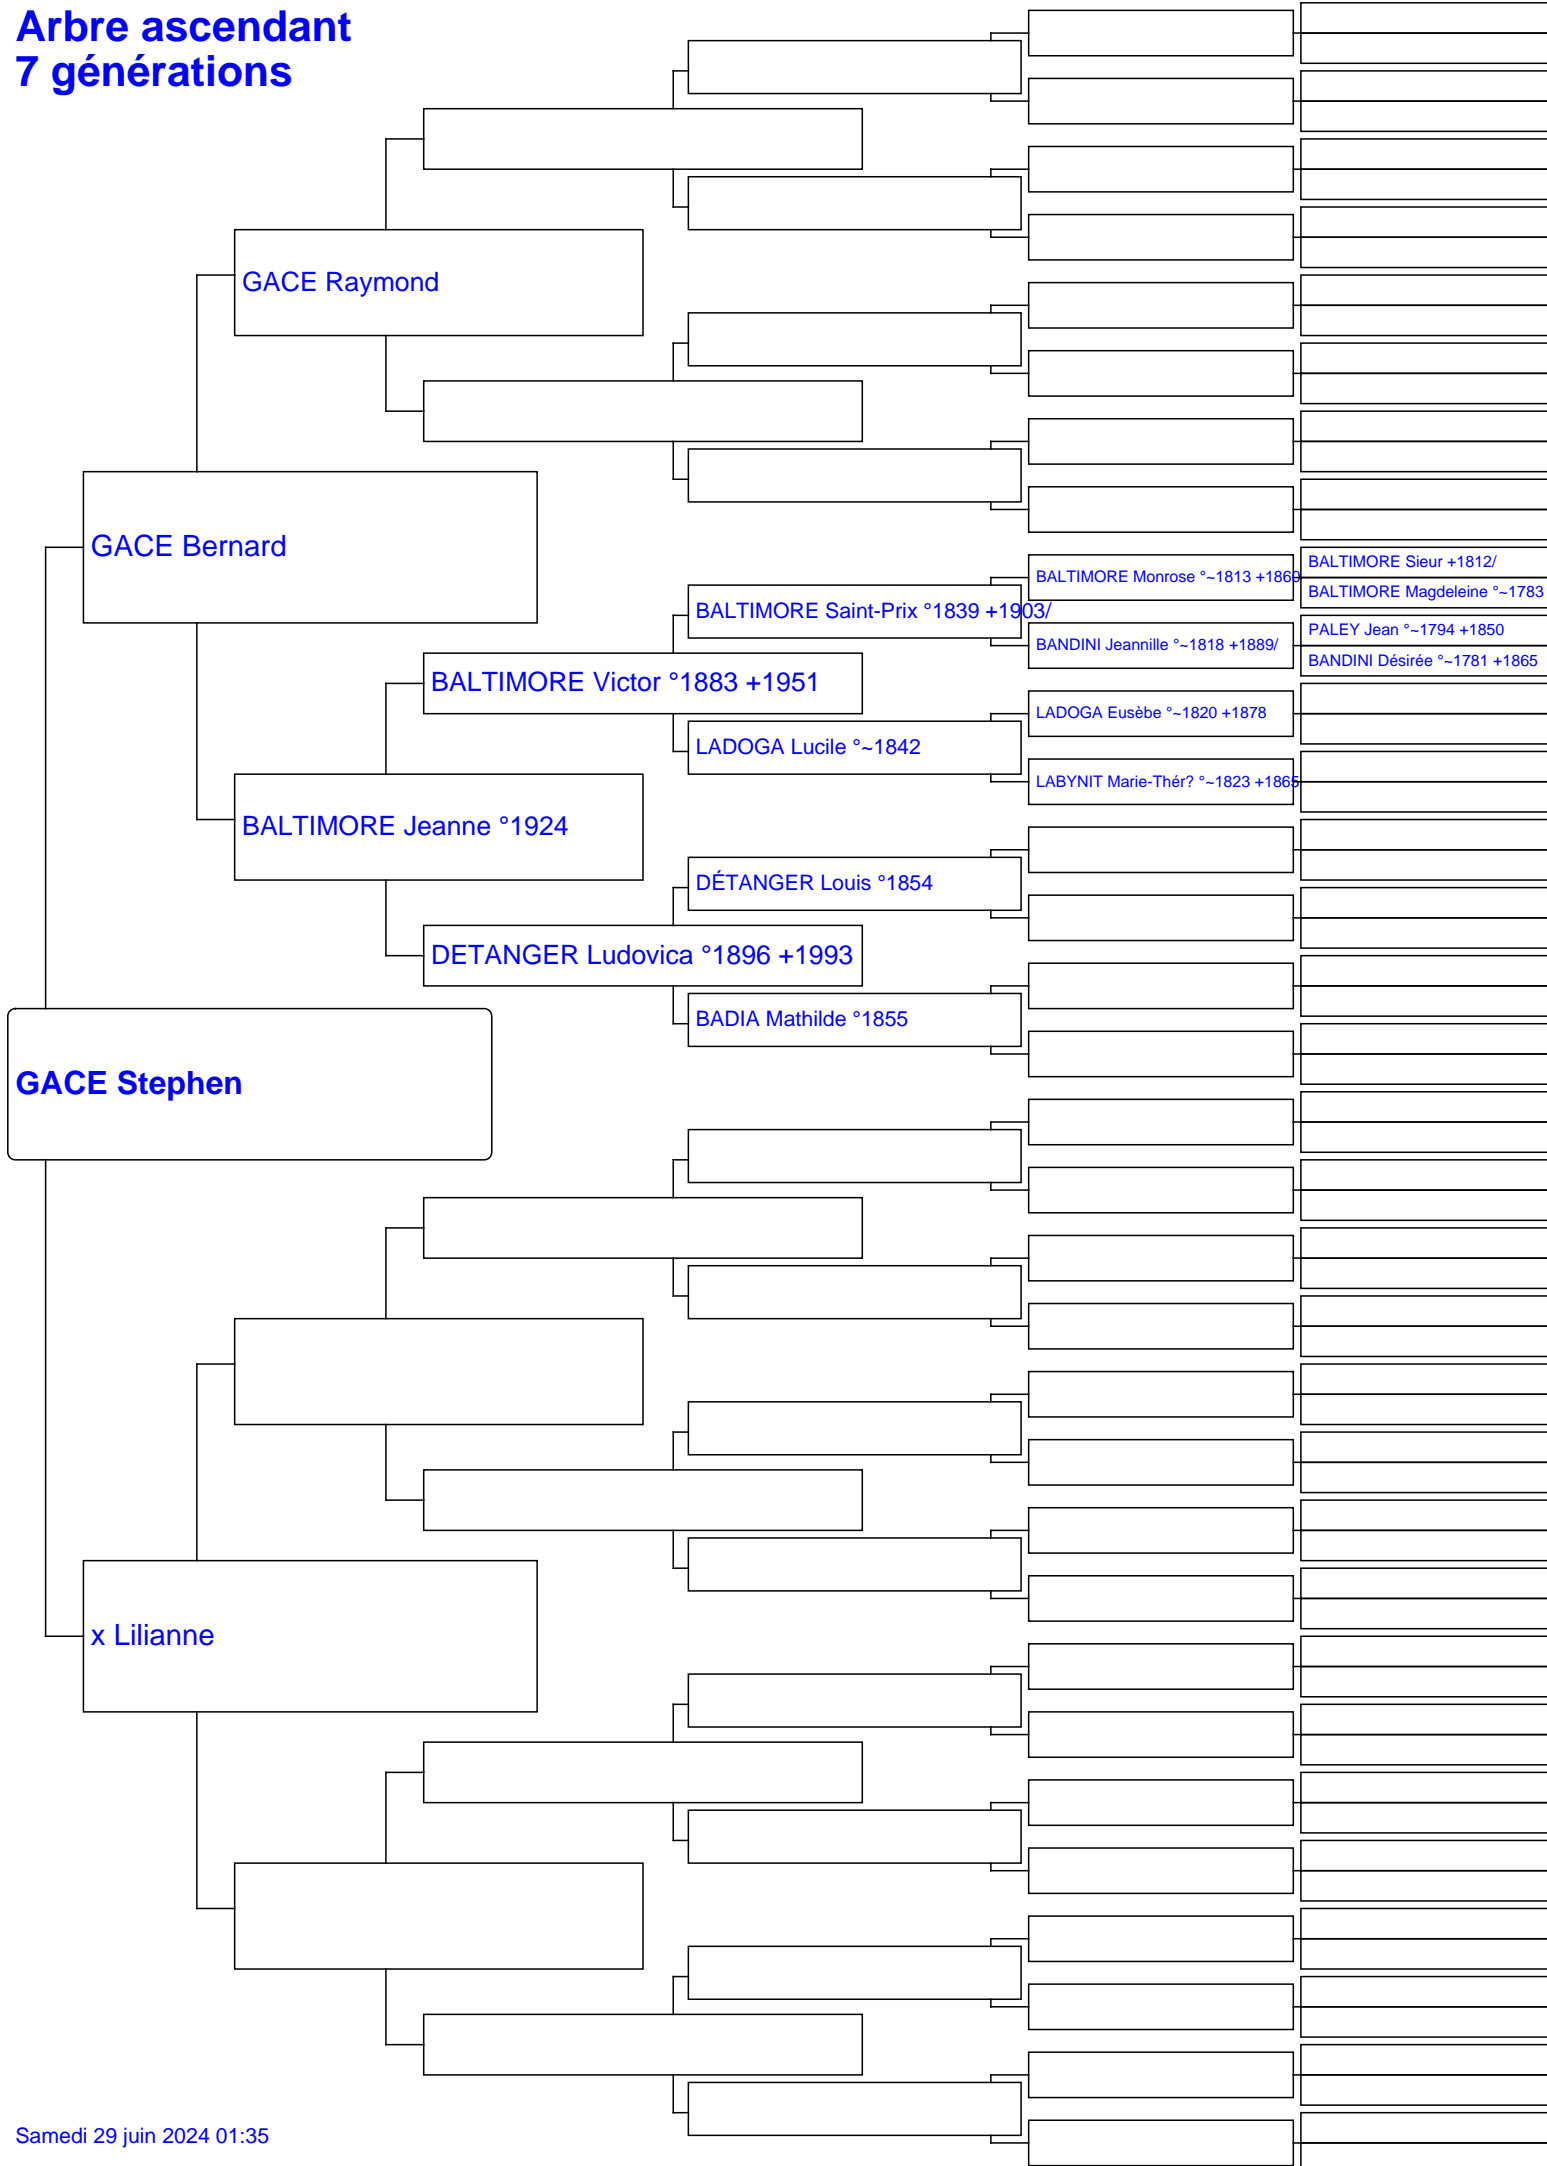 Arbre ascendant
7 générations
GACE Raymond
GACE Bernard
BALTIMORE Monrose °~1813 +1860
BALTIMORE Sieur +1812/
BALTIMORE Magdeleine °~1783
BALTIMORE Saint-Prix °1839 +1903/
BANDINI Jeannille °~1818 +1889/
PALEY Jean °~1794 +1850
BANDINI Désirée °~1781 +1865
BALTIMORE Victor °1883 +1951
LADOGA Eusèbe °~1820 +1878
LADOGA Lucile °~1842
LABYNIT Marie-Thér? °~1823 +1865
BALTIMORE Jeanne °1924
DÉTANGER Louis °1854
DETANGER Ludovica °1896 +1993
BADIA Mathilde °1855
GACE Stephen
x Lilianne
Samedi 29 juin 2024 01:35